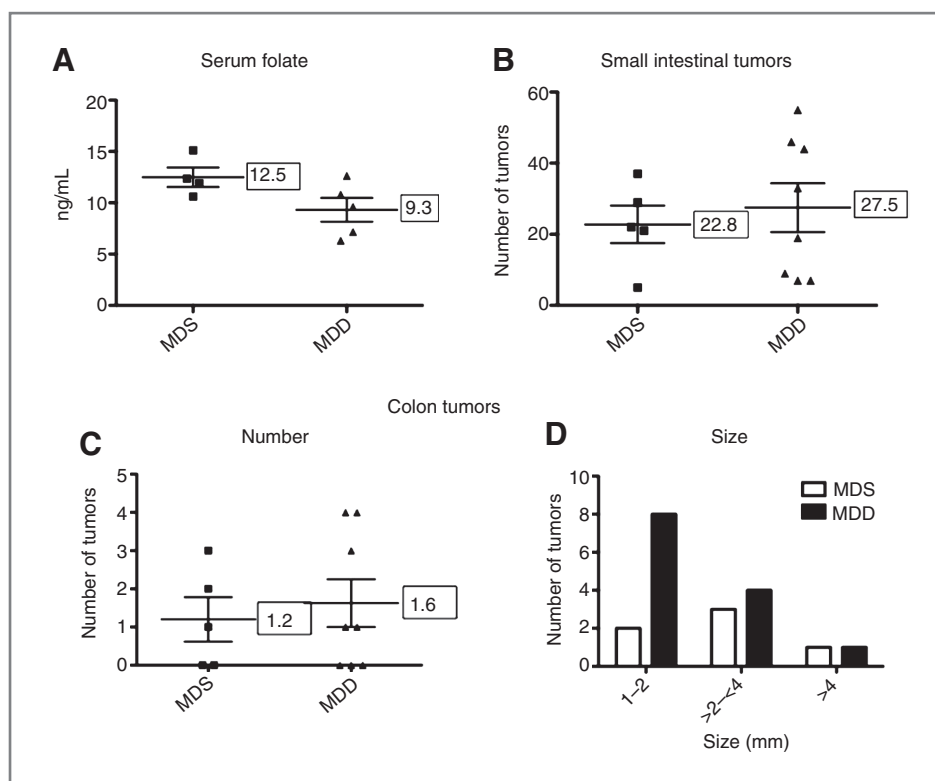 A
Serum folate
20
15
10
5
0
ng/mL
12.5
9.3
MDS
MDD
B
Small intestinal tumors
60
40
20
0
Number of tumors
22.8
27.5
MDS
MDD
Colon tumors
C
Number
5
4
3
2
1
0
Number of tumors
1.2
1.6
MDS
MDD
D
Size
10
8
6
4
2
0
Number of tumors
MDS
MDD
1–2
>2–<4
>4
Size (mm)